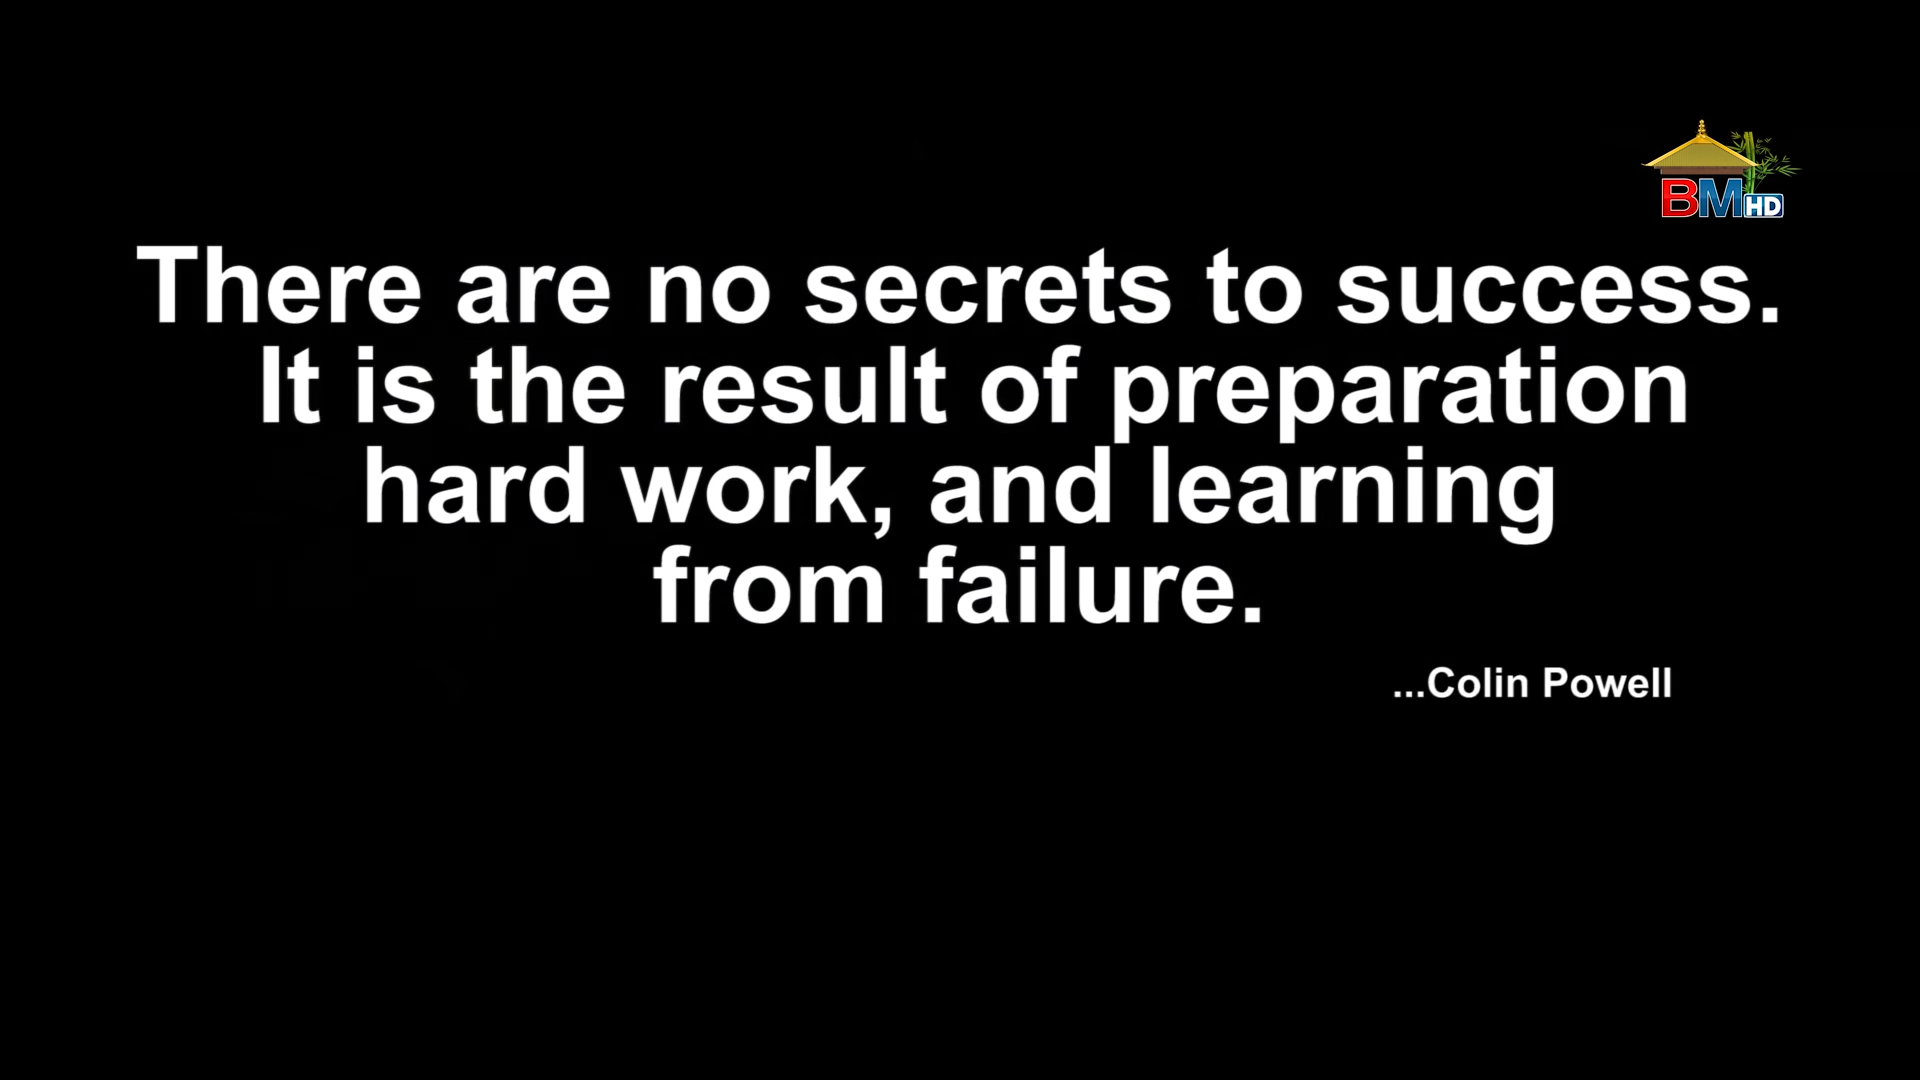 BMHD
There are no secrets to success.
It is the result of preparation
hard work, and learning
from failure.
...Colin Powell